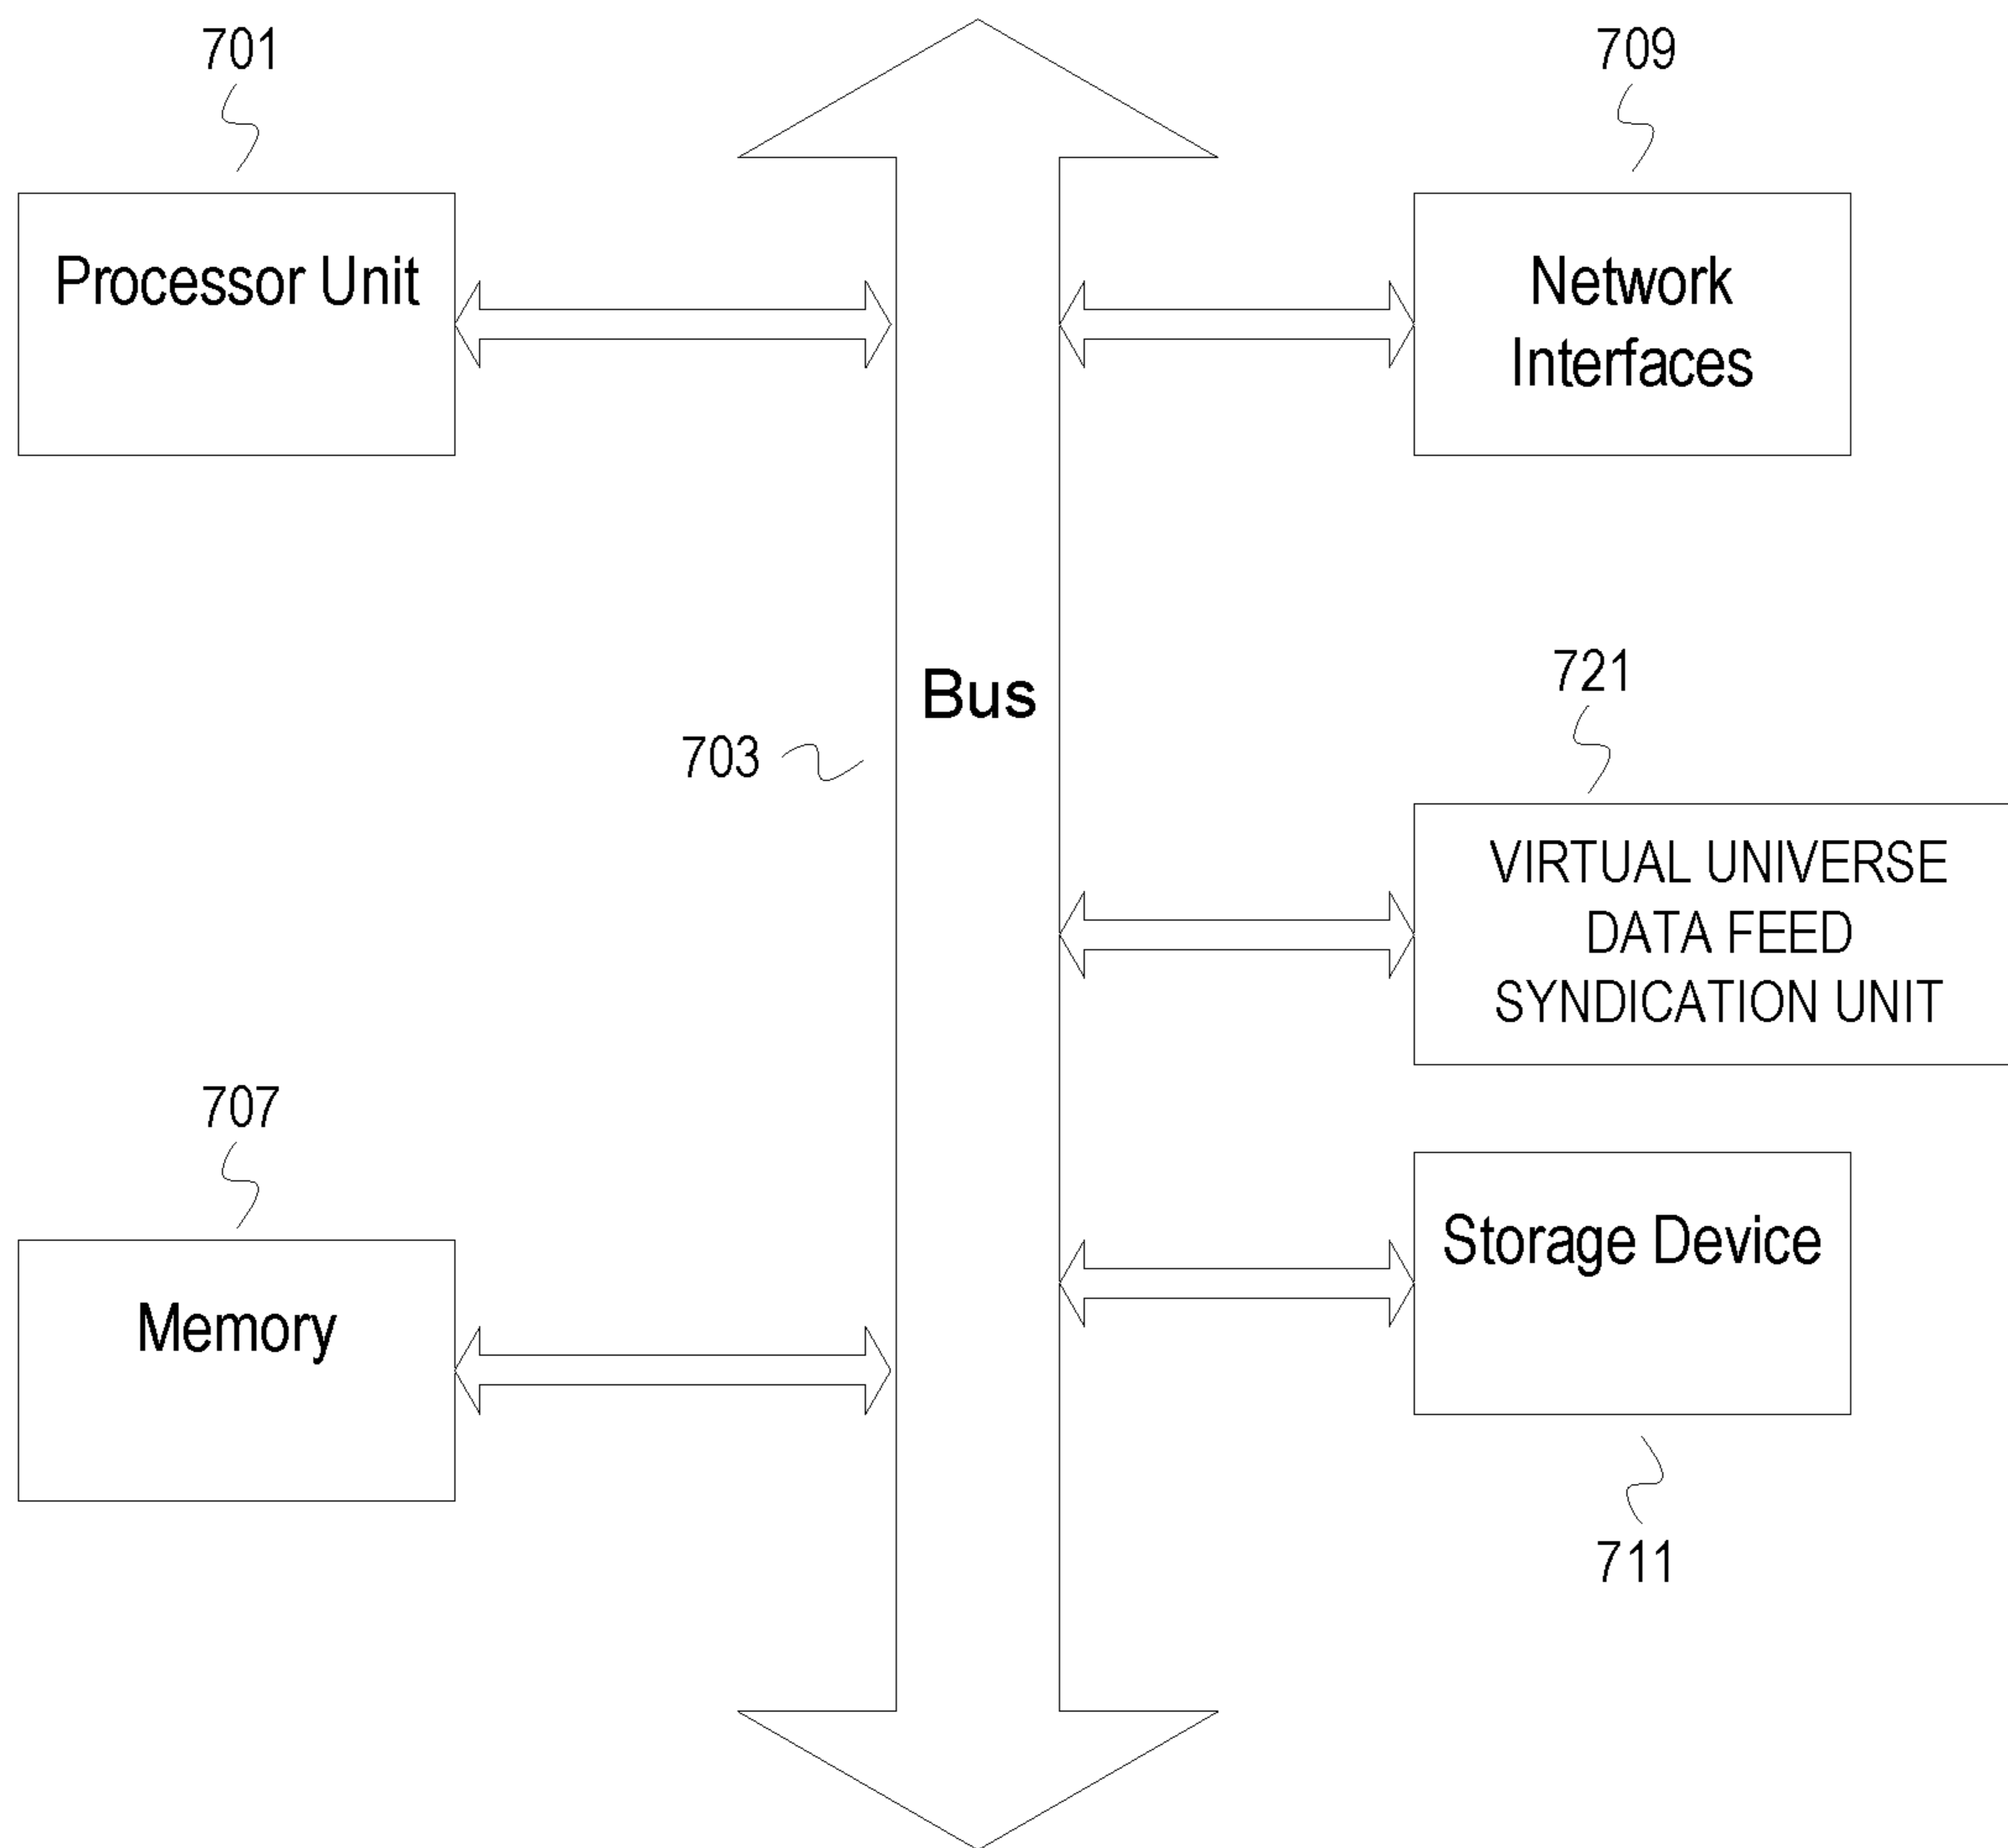 701
709
Processor Unit
Network
Interfaces
Bus
721
703
VIRTUAL UNIVERSE
DATA FEED
SYNDICATION UNIT
707
Storage Device
Memory
711